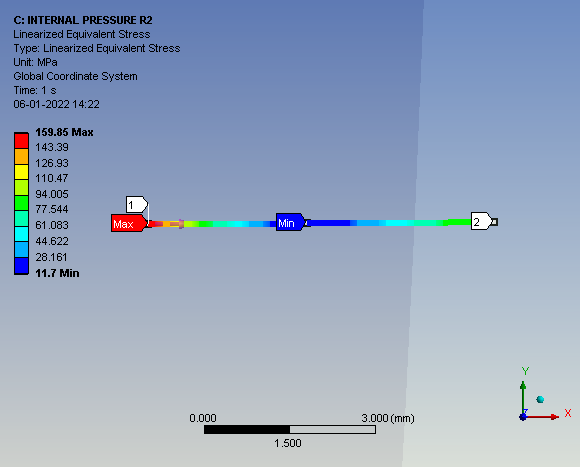 C: INTERNAL PRESSURE R2
Linearized Equivalent Stress
Type: Linearized Equivalent Stress
Unit: MPa
Global Coordinate System
Time: 1 s
06-01-2022 14:22
159.85 Max
143.39
126.93
110.47
94.005
77.544
61.083
44.622
28.161
11.7 Min
1
Max
Min
2
Y
X
Z
0.000
3.000 (mm)
1.500